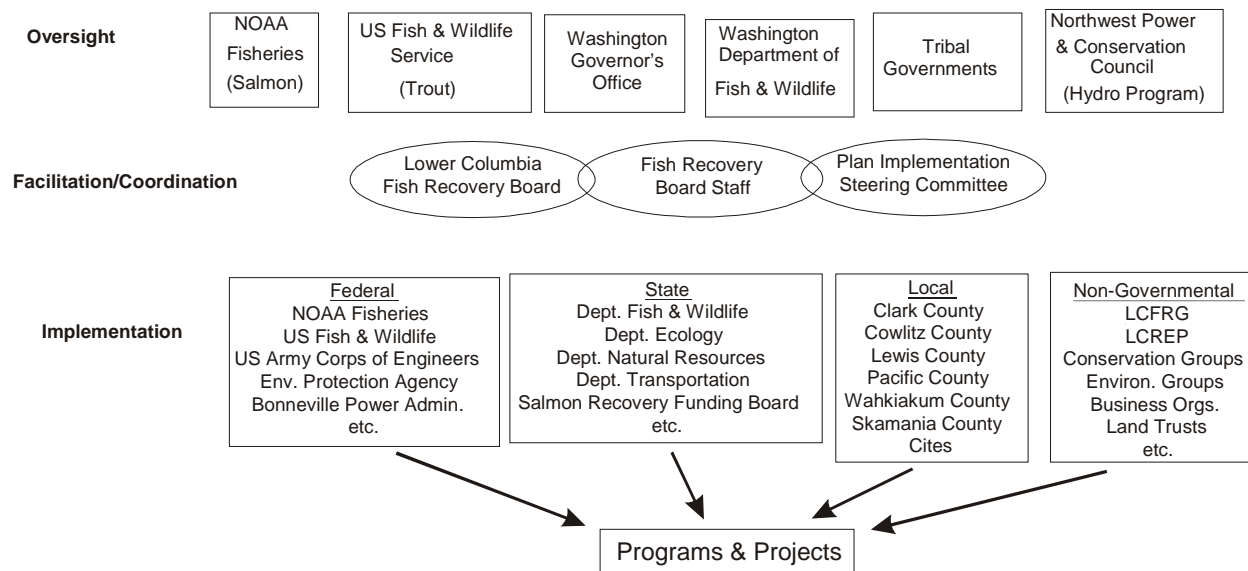 Oversight
NOAA
Fisheries
(Salmon)
US Fish & Wildlife
Service
(Trout)
Washington
Governor's
Office
Washington
Department of
Fish & Wildlife
Tribal
Governments
Northwest Power
& Conservation
Council
(Hydro Program)
Facilitation/Coordination
Lower Columbia
Fish Recovery Board
Fish Recovery
Board Staff
Plan Implementation
Steering Committee
Implementation
Federal
NOAA Fisheries
US Fish & Wildlife
US Army Corps of Engineers
Env. Protection Agency
Bonneville Power Admin.
etc.
State
Dept. Fish & Wildlife
Dept. Ecology
Dept. Natural Resources
Dept. Transportation
Salmon Recovery Funding Board
etc.
Local
Clark County
Cowlitz County
Lewis County
Pacific County
Wahkiakum County
Skamania County
Cites
Non-Governmental
LCFRG
LCREP
Conservation Groups
Environ. Groups
Business Orgs.
Land Trusts
etc.
Programs & Projects